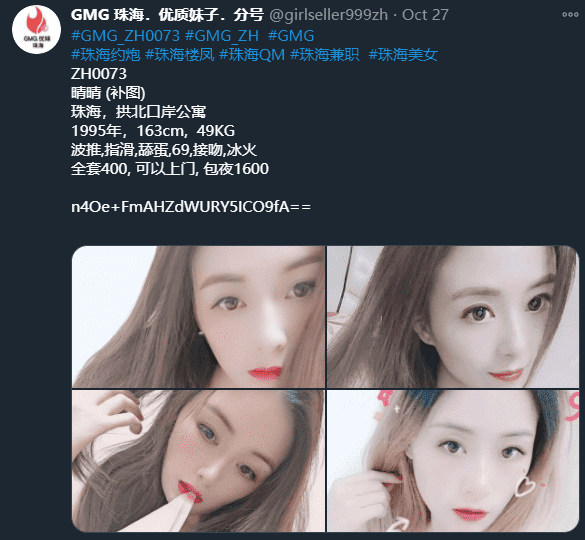 GMG 珠海．优质妹子．分号 @girlseller999zh · Oct 27
#GMG_ZH0073 #GMG_ZH #GMG
#珠海约炮 #珠海楼凤 #珠海QM #珠海兼职 #珠海美女
ZH0073
晴晴 (补图)
珠海，拱北口岸公寓
1995年，163cm，49KG
波推,指滑,舔蛋,69,接吻,冰火
全套400, 可以上门, 包夜1600
n4Oe+FmAHZdWURY5ICO9fA==